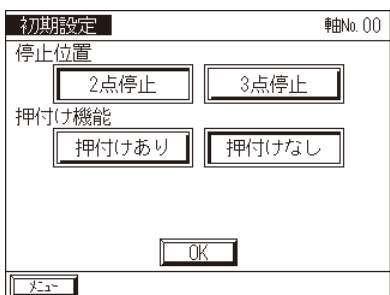 初期設定 軸No. 00
停止位置
2点停止 3点停止
押付け機能
押付けあり 押付けなし
OK
メニュー